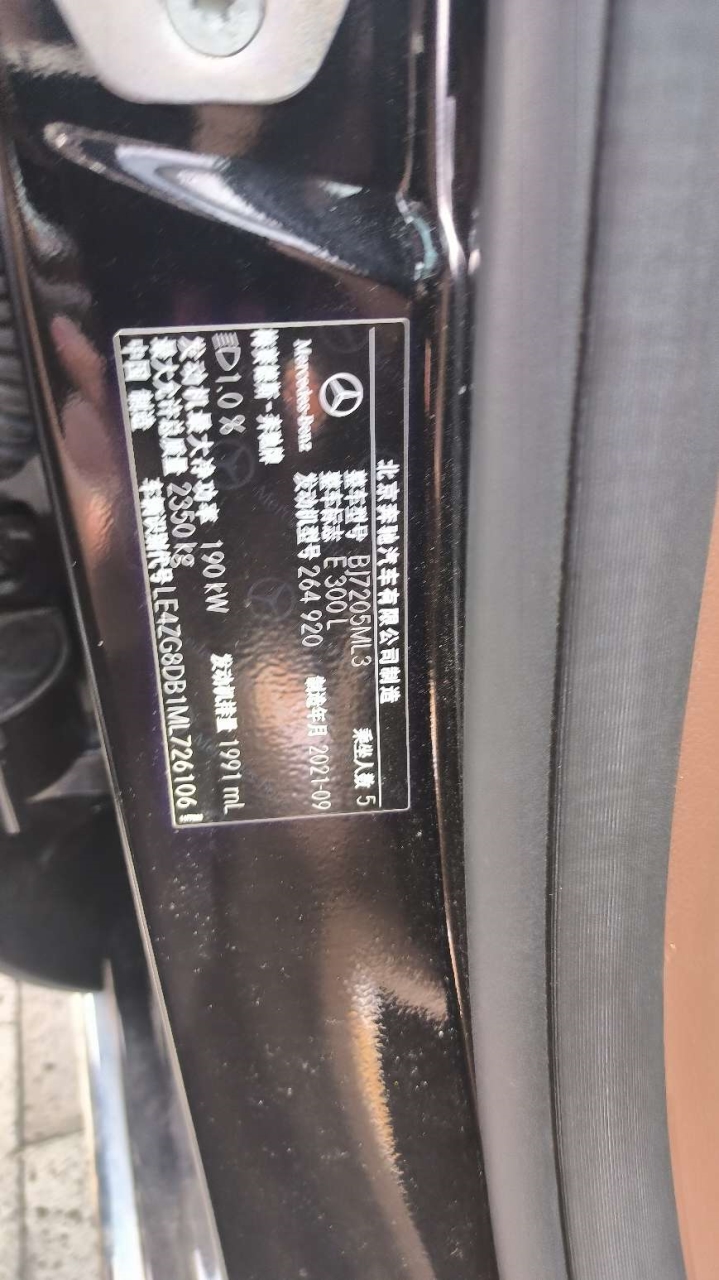 北京奔驰汽车有限公司制造
Mercedes-Benz
梅赛德斯-奔驰牌
整车型号 BJ7205ML3 乘坐人数 5
整车标志 E 300 L
发动机型号 264 920 制造年月 2021-09
1.0 %
发动机最大净功率 190 kW 发动机排量 1991 mL
最大允许总质量 2350 kg
中国 制造 车辆识别代号 LE4ZG8DB1ML726106